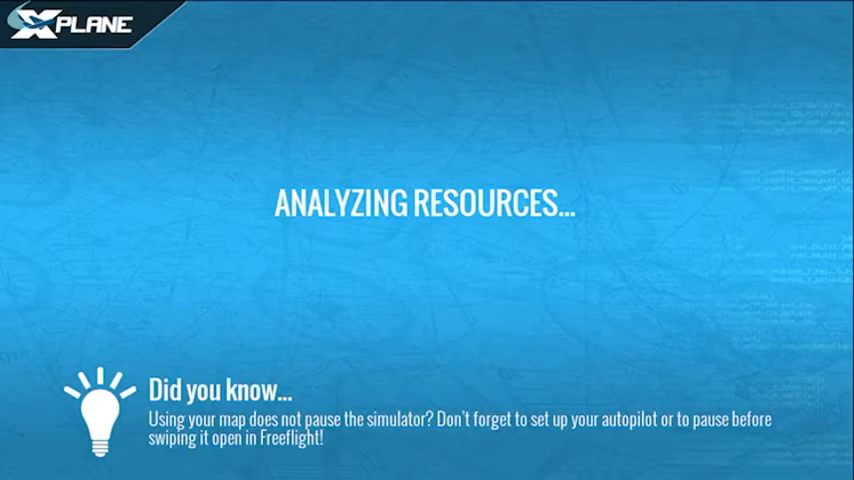 X PLANE
ANALYZING RESOURCES...
Did you know...
Using your map does not pause the simulator? Don't forget to set up your autopilot or to pause before
swiping it open in Freeflight!